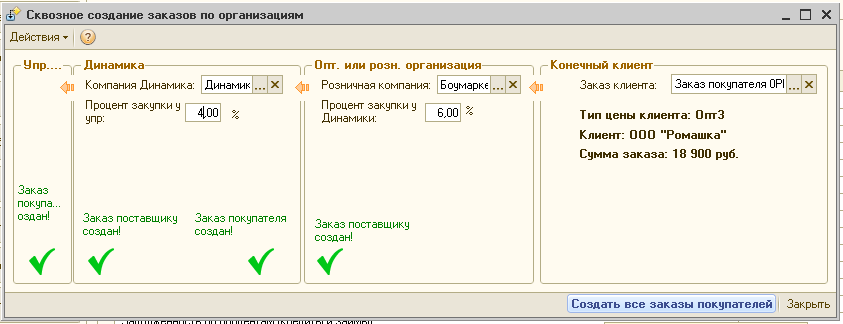 Сквозное создание заказов по организациям
Действия
Упр....
Динамика
Опт. или розн. организация
Конечный клиент
Компания Динамика:
Динамик
...
Розничная компания:
Боумарке
...
Заказ клиента:
Заказ покупателя 0РІ
...
Процент закупки у
упр:
4,00
%
Процент закупки у
Динамики:
6,00
%
Тип цены клиента: Опт3
Клиент: ООО "Ромашка"
Сумма заказа: 18 900 руб.
Заказ
покупа...
оздан!
Заказ поставщику
создан!
Заказ покупателя
создан!
Заказ поставщику
создан!
Создать все заказы покупателей
Закрыть